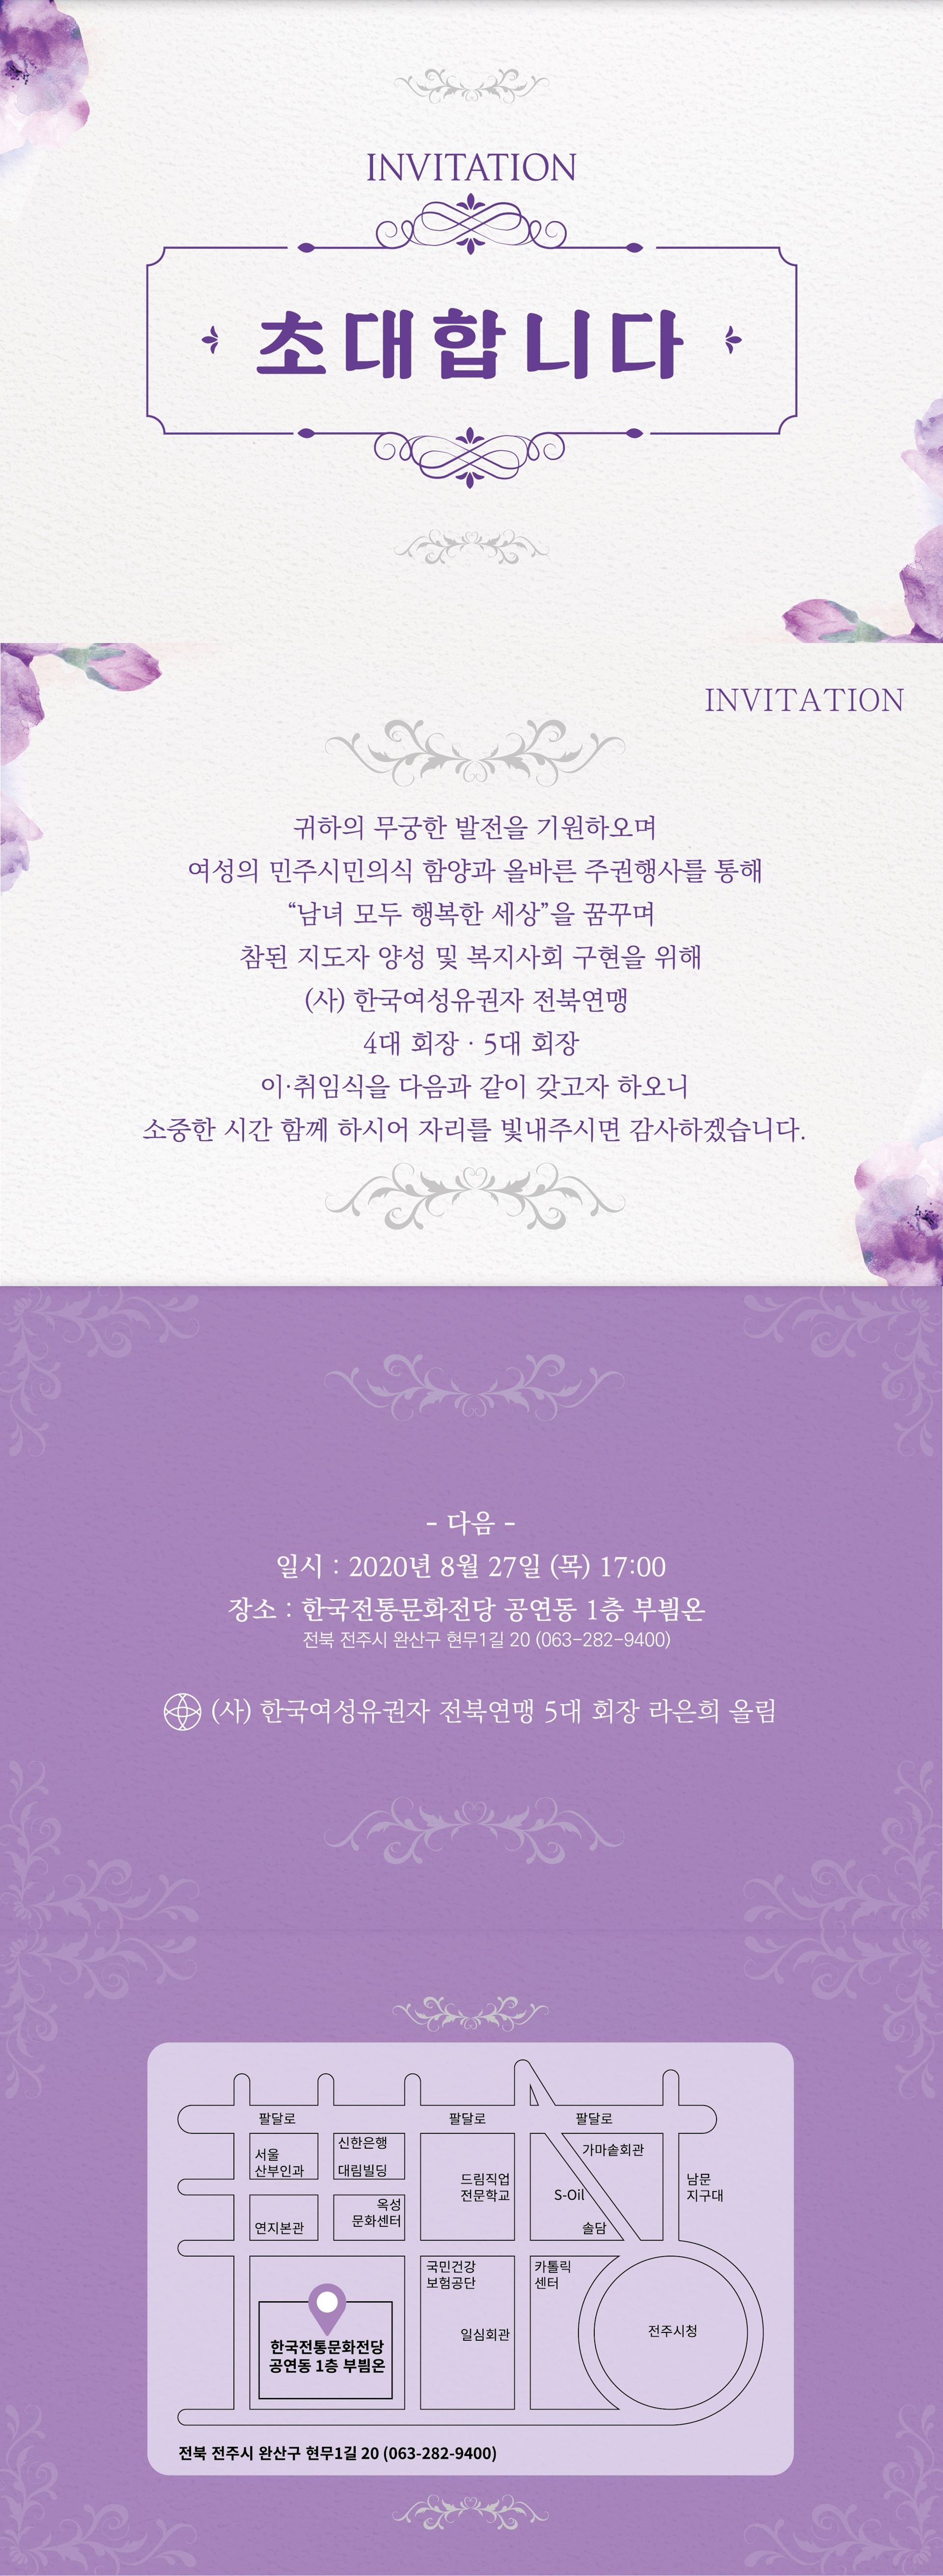 INVITATION
초대합니다
INVITATION
귀하의 무궁한 발전을 기원하오며
여성의 민주시민의식 함양과 올바른 주권행사를 통해
“남녀 모두 행복한 세상”을 꿈꾸며
참된 지도자 양성 및 복지사회 구현을 위해
(사) 한국여성유권자 전북연맹
4대 회장 · 5대 회장
이·취임식을 다음과 같이 갖고자 하오니
소중한 시간 함께 하시어 자리를 빛내주시면 감사하겠습니다.
- 다음 -
일시 : 2020년 8월 27일 (목) 17:00
장소 : 한국전통문화전당 공연동 1층 부뷤온
전북 전주시 완산구 현무1길 20 (063-282-9400)
(사) 한국여성유권자 전북연맹 5대 회장 라은희 올림
팔달로
팔달로
팔달로
서울
산부인과
신한은행
대림빌딩
연지본관
옥성
문화센터
드림직업
전문학교
가마솥회관
S-Oil
솔담
남문
지구대
국민건강
보험공단
일심회관
카톨릭
센터
전주시청
한국전통문화전당
공연동 1층 부뷤온
전북 전주시 완산구 현무1길 20 (063-282-9400)